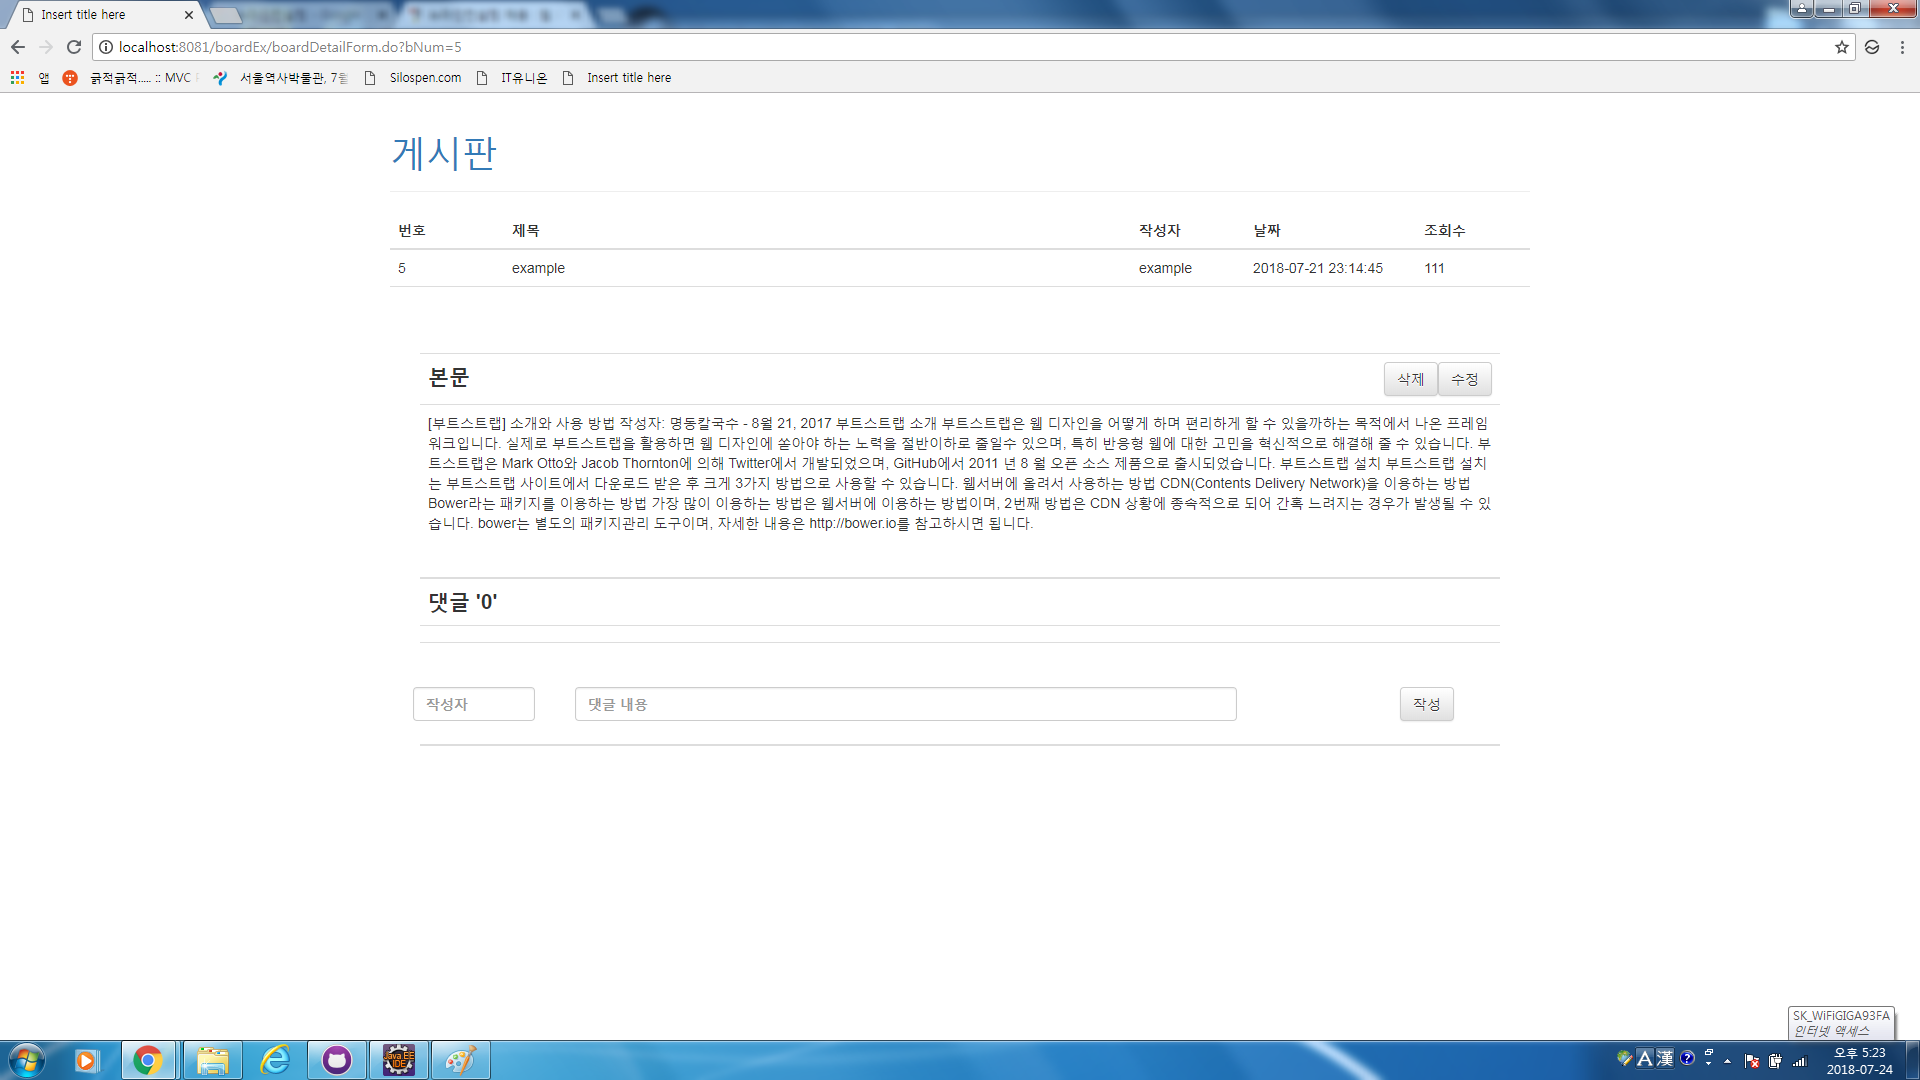 Insert title here
localhost:8081/boardEx/boardDetailForm.do?bNum=5
앱 긁적긁적..... :: MVC 서울역사박물관, 7월 Silospen.com IT유니온 Insert title here
게시판
번호 제목 작성자 날짜 조회수
5 example example 2018-07-21 23:14:45 111
본문 삭제 수정
[부트스트랩] 소개와 사용 방법 작성자: 명동칼국수 - 8월 21, 2017 부트스트랩 소개 부트스트랩은 웹 디자인을 어떻게 하며 편리하게 할 수 있을까하는 목적에서 나온 프레임
워크입니다. 실제로 부트스트랩을 활용하면 웹 디자인에 쏟아야 하는 노력을 절반이하로 줄일수 있으며, 특히 반응형 웹에 대한 고민을 혁신적으로 해결해 줄 수 있습니다. 부
트스트랩은 Mark Otto와 Jacob Thornton에 의해 Twitter에서 개발되었으며, GitHub에서 2011 년 8 월 오픈 소스 제품으로 출시되었습니다. 부트스트랩 설치 부트스트랩 설치
는 부트스트랩 사이트에서 다운로드 받은 후 크게 3가지 방법으로 사용할 수 있습니다. 웹서버에 올려서 사용하는 방법 CDN(Contents Delivery Network)을 이용하는 방법
Bower라는 패키지를 이용하는 방법 가장 많이 이용하는 방법은 웹서버에 이용하는 방법이며, 2번째 방법은 CDN 상황에 종속적으로 되어 간혹 느려지는 경우가 발생될 수 있
습니다. bower는 별도의 패키지관리 도구이며, 자세한 내용은 http://bower.io를 참고하시면 됩니다.
댓글 '0'
작성자 댓글 내용 작성
SK_WiFiGIGA93FA
인터넷 액세스
Java EE
IDE
A 漢
오후 5:23
2018-07-24